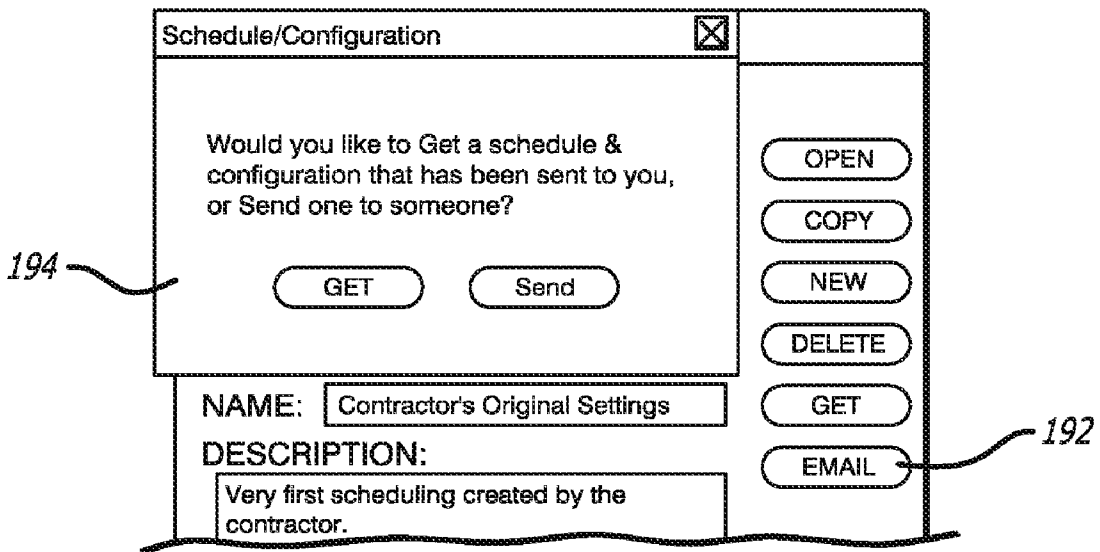 Schedule/Configuration
Would you like to Get a schedule &
configuration that has been sent to you,
or Send one to someone?
GET
Send
194
OPEN
COPY
NEW
DELETE
GET
EMAIL
192
NAME:
Contractor's Original Settings
DESCRIPTION:
Very first scheduling created by the
contractor.